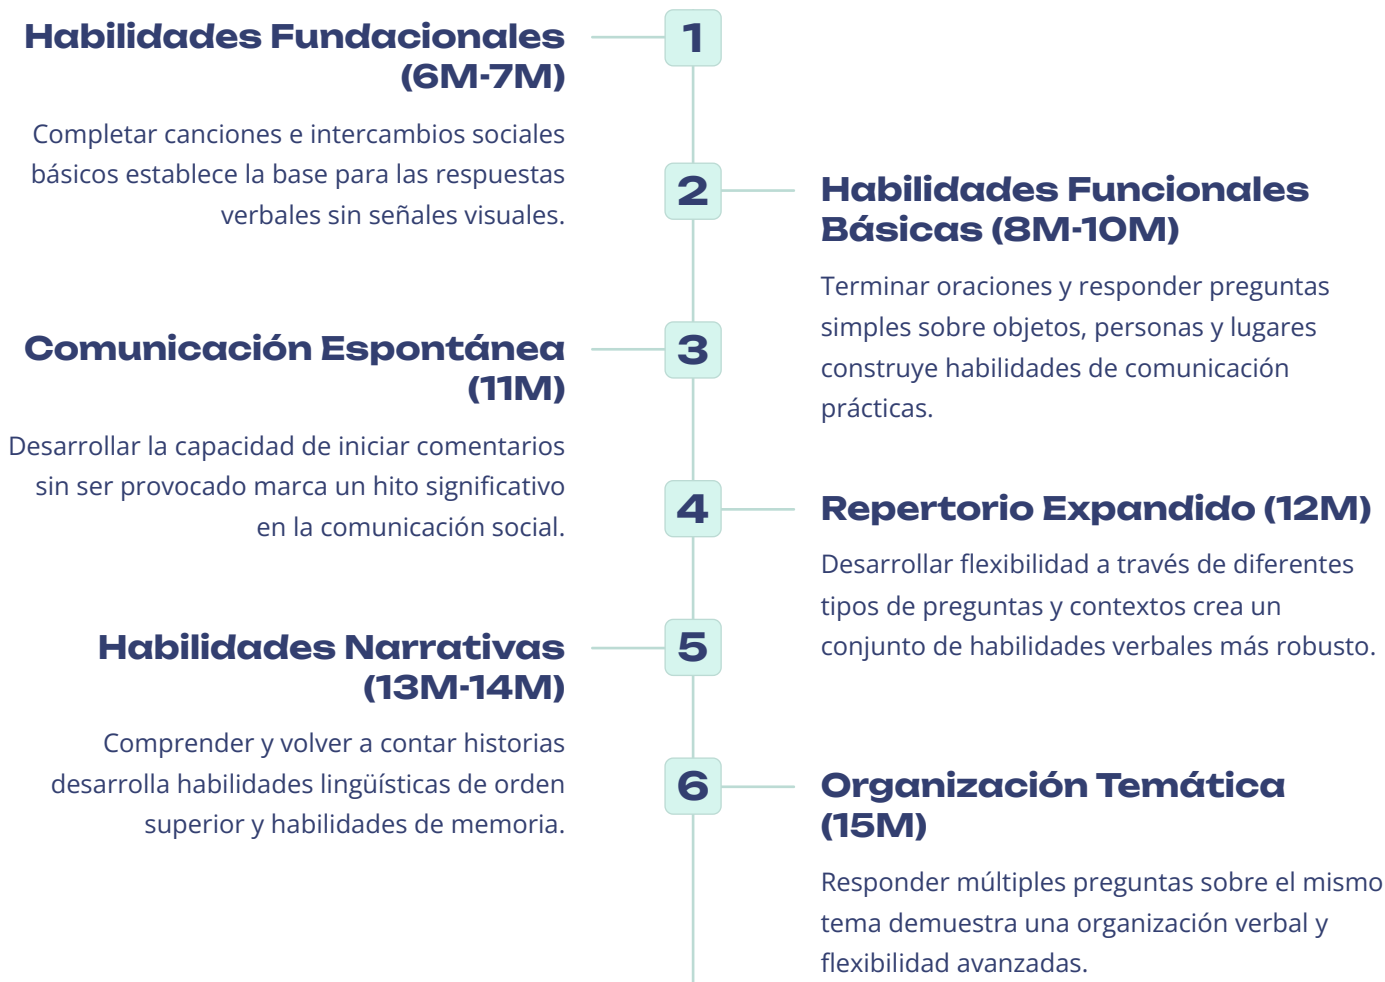 1
Habilidades Fundacionales
(6M-7M)
Completar canciones e intercambios sociales
básicos establece la base para las respuestas
verbales sin señales visuales.
2
Habilidades Funcionales
Básicas (8M-10M)
Terminar oraciones y responder preguntas
simples sobre objetos, personas y lugares
construye habilidades de comunicación
prácticas.
3
Comunicación Espontánea
(11M)
Desarrollar la capacidad de iniciar comentarios
sin ser provocado marca un hito significativo
en la comunicación social.
4
Repertorio Expandido (12M)
Desarrollar flexibilidad a través de diferentes
tipos de preguntas y contextos crea un
conjunto de habilidades verbales más robusto.
5
Habilidades Narrativas
(13M-14M)
Comprender y volver a contar historias
desarrolla habilidades lingüísticas de orden
superior y habilidades de memoria.
6
Organización Temática
(15M)
Responder múltiples preguntas sobre el mismo
tema demuestra una organización verbal y
flexibilidad avanzadas.